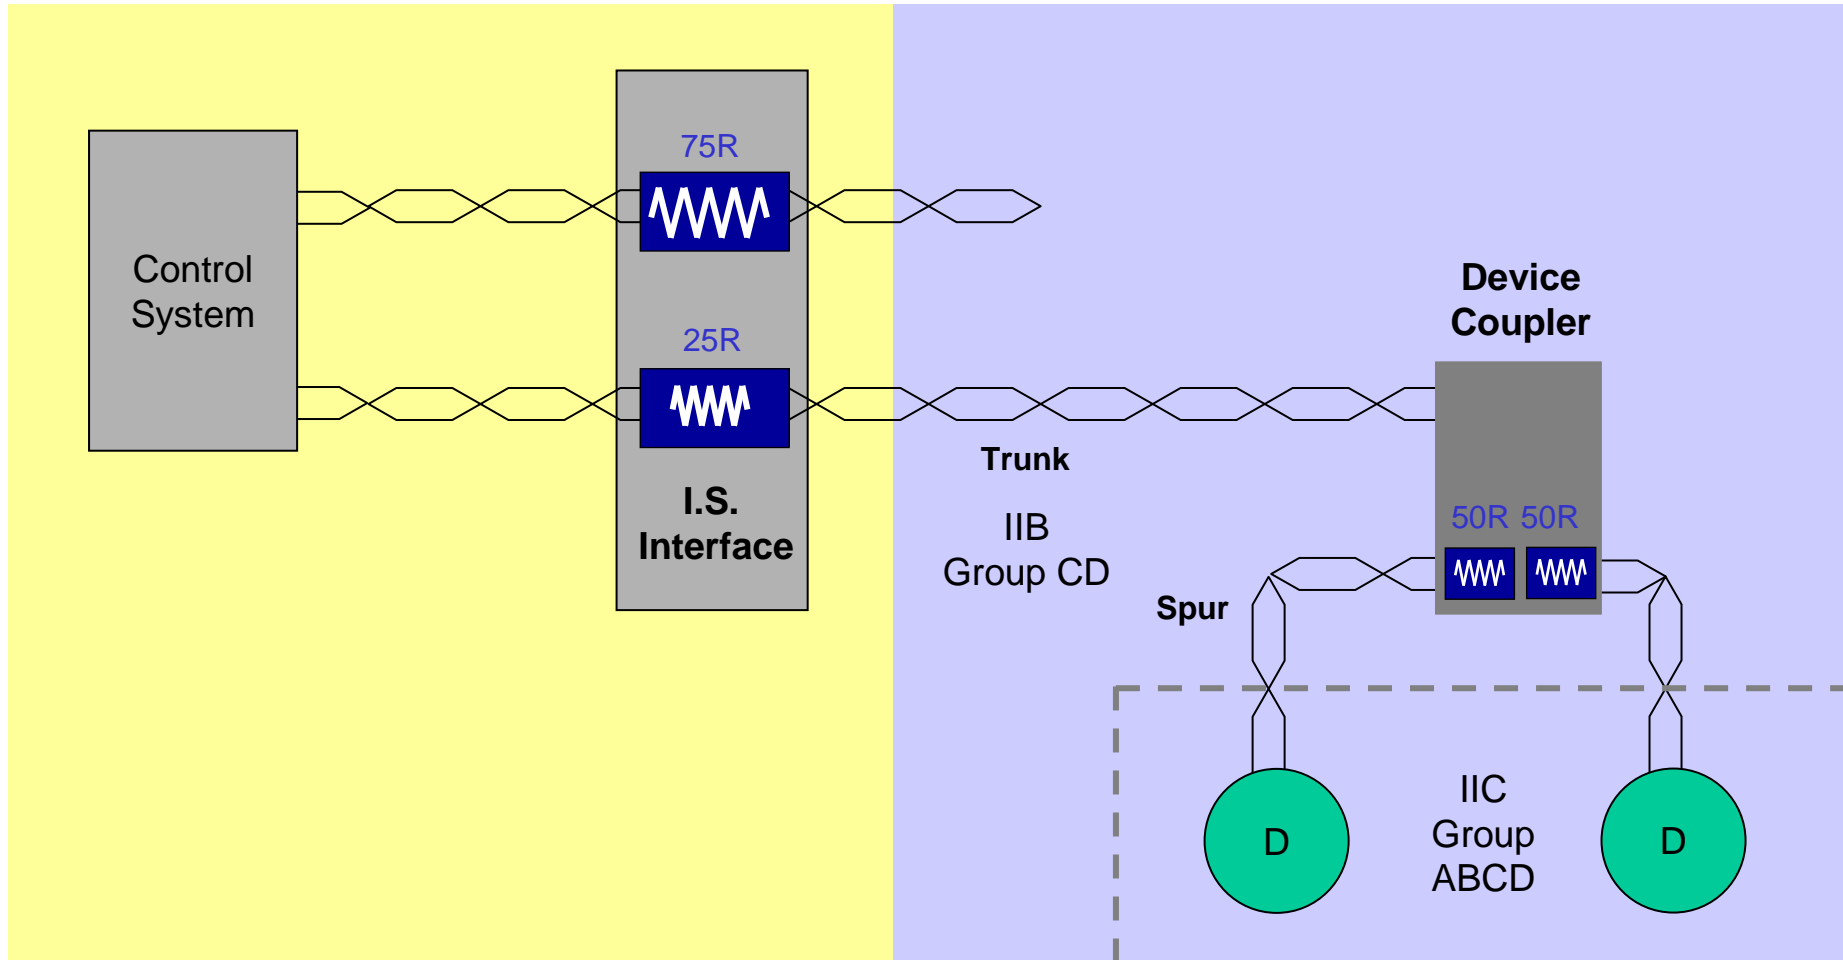 Control
System
75R
25R
I.S.
Interface
Trunk
IIB
Group CD
Device
Coupler
50R 50R
Spur
D
IIC
Group
ABCD
D